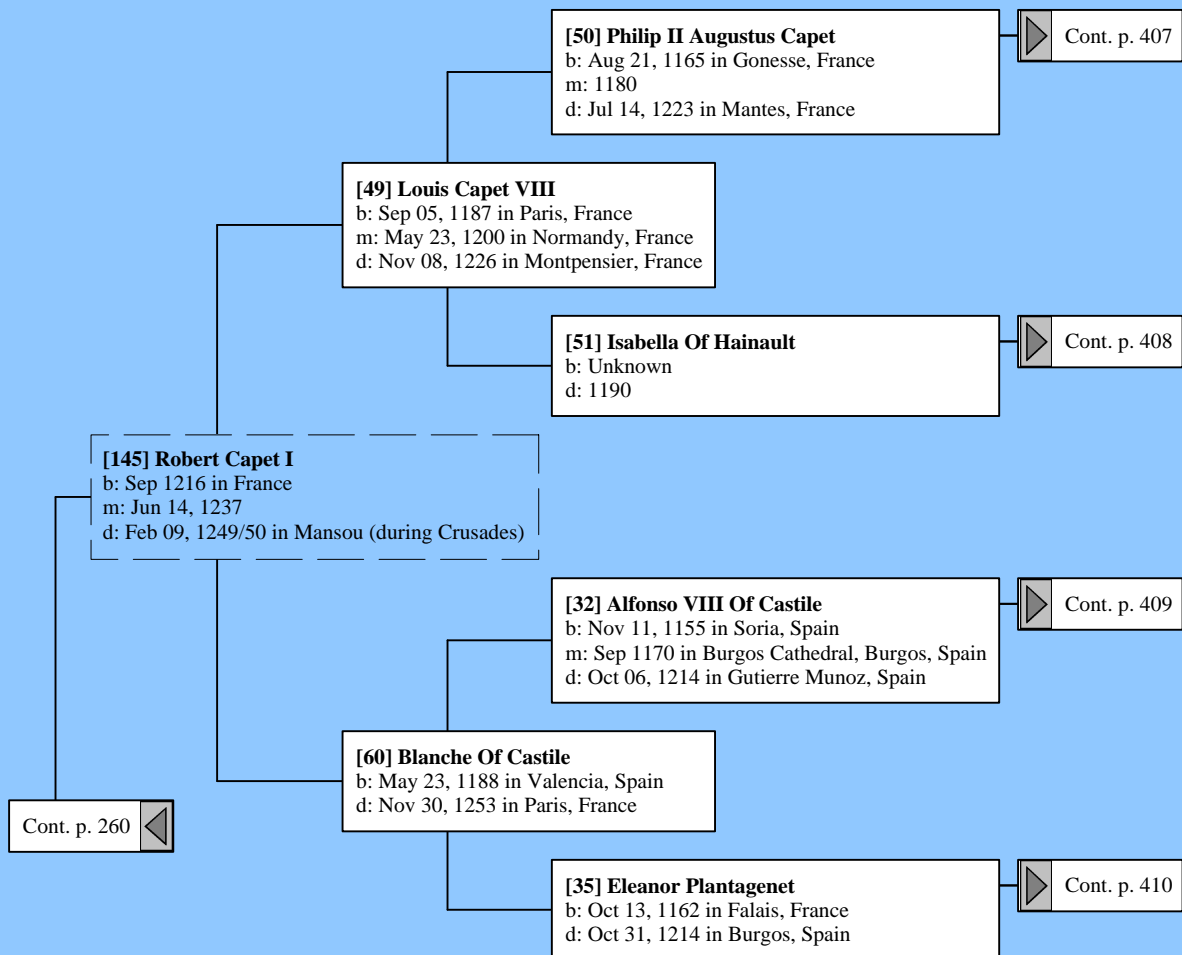 [50] Philip II Augustus Capet
b: Aug 21, 1165 in Gonesse, France
m: 1180
d: Jul 14, 1223 in Mantes, France
Cont. p. 407
[49] Louis Capet VIII
b: Sep 05, 1187 in Paris, France
m: May 23, 1200 in Normandy, France
d: Nov 08, 1226 in Montpensier, France
[51] Isabella Of Hainault
b: Unknown
d: 1190
Cont. p. 408
[145] Robert Capet I
b: Sep 1216 in France
m: Jun 14, 1237
d: Feb 09, 1249/50 in Mansou (during Crusades)
[32] Alfonso VIII Of Castile
b: Nov 11, 1155 in Soria, Spain
m: Sep 1170 in Burgos Cathedral, Burgos, Spain
d: Oct 06, 1214 in Gutierre Munoz, Spain
Cont. p. 409
[60] Blanche Of Castile
b: May 23, 1188 in Valencia, Spain
d: Nov 30, 1253 in Paris, France
Cont. p. 260
[35] Eleanor Plantagenet
b: Oct 13, 1162 in Falais, France
d: Oct 31, 1214 in Burgos, Spain
Cont. p. 410